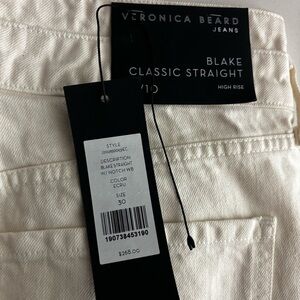 VERONICA BEARD
JEANS
BLAKE
CLASSIC STRAIGHT
/10
HIGH RISE
STYLE
DESCRIPTION
BLAKE STRAIGHT
W/ NOTCH WB
COLOR
ECRU
SIZE
30
190738453190
$268.00